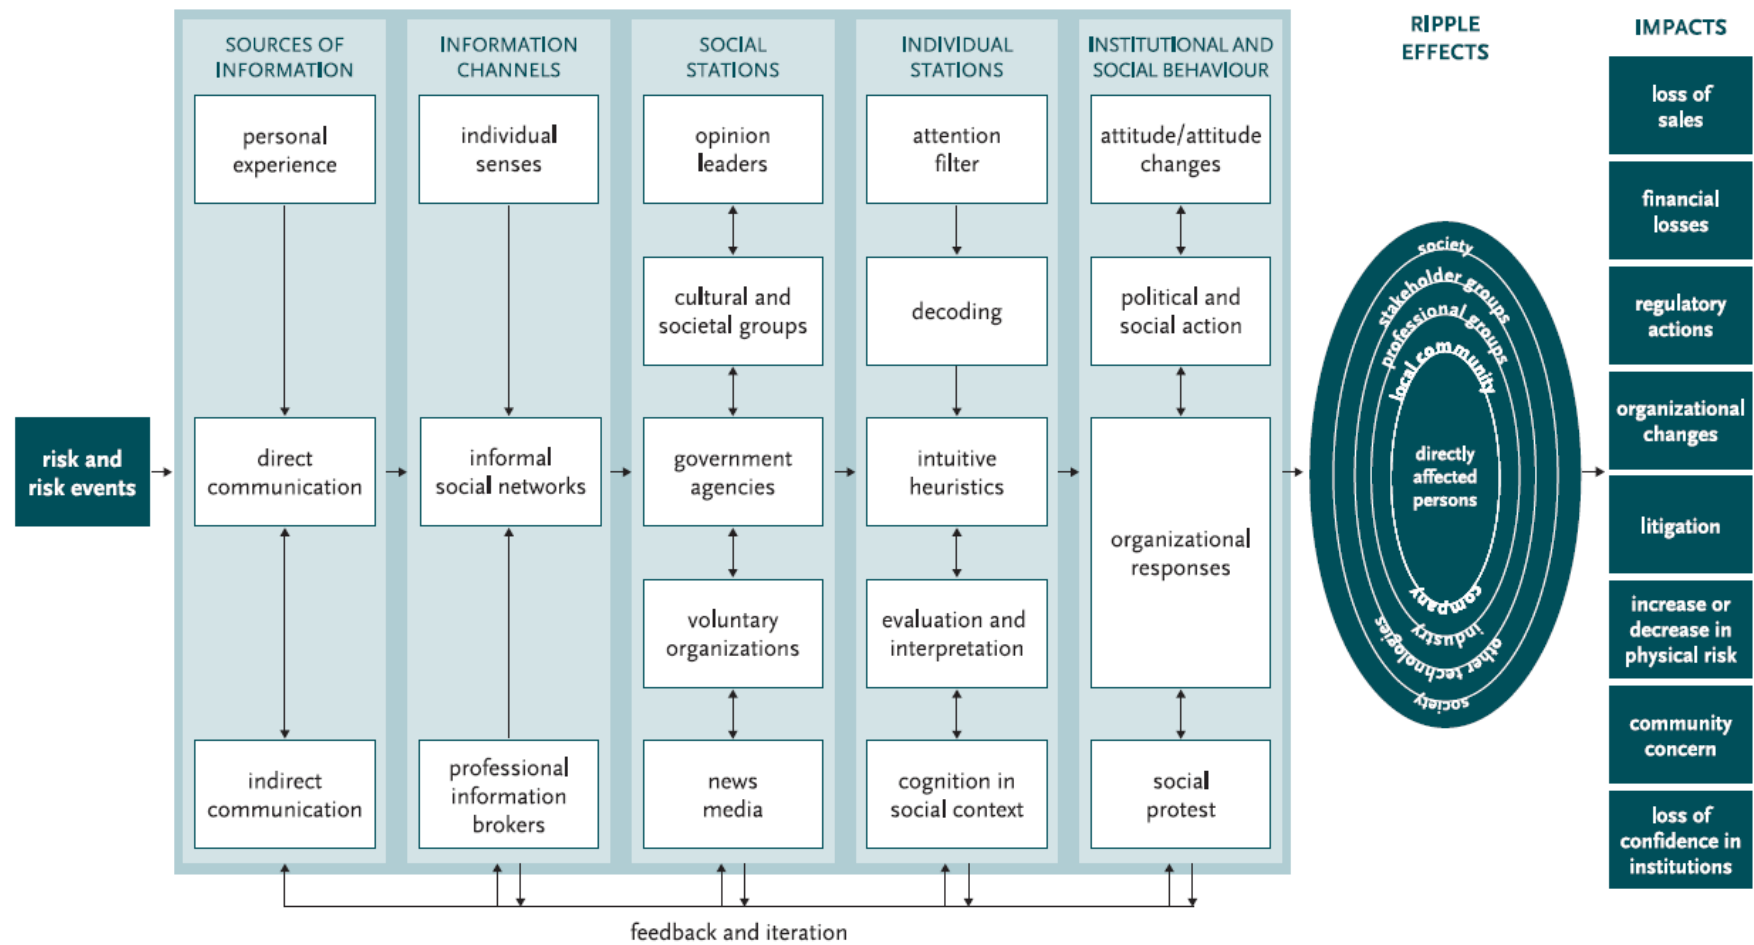 SOURCES OF
INFORMATION
personal
experience
direct
communication
indirect
communication
INFORMATION
CHANNELS
individual
senses
informal
social networks
professional
information
brokers
SOCIAL
STATIONS
opinion
leaders
cultural and
societal groups
government
agencies
voluntary
organizations
news
media
INDIVIDUAL
STATIONS
attention
filter
decoding
intuitive
heuristics
evaluation and
interpretation
cognition in
social context
INSTITUTIONAL AND
SOCIAL BEHAVIOUR
attitude/attitude
changes
political and
social action
organizational
responses
social
protest
risk and
risk events
feedback and iteration
RIPPLE
EFFECTS
society
stakeholder groups
professional groups
local community
directly
affected
persons
company
industry
other technologies
society
IMPACTS
loss of
sales
financial
losses
regulatory
actions
organizational
changes
litigation
increase or
decrease in
physical risk
community
concern
loss of
confidence in
institutions